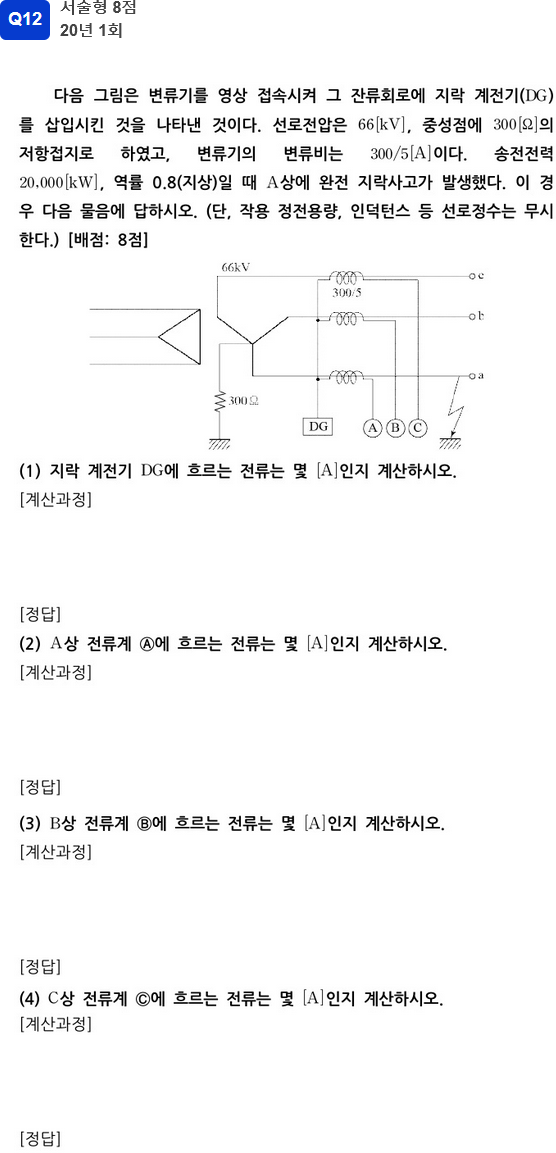 Q12
서술형 8점
20년 1회
다음 그림은 변류기를 영상 접속시켜 그 잔류회로에 지락 계전기(DG)
를 삽입시킨 것을 나타낸 것이다. 선로전압은 66[kV], 중성점에 300[Ω]의
저항접지로 하였고, 변류기의 변류비는 300/5[A]이다. 송전전력
20,000[kW], 역률 0.8(지상)일 때 A상에 완전 지락사고가 발생했다. 이 경
우 다음 물음에 답하시오. (단, 작용 정전용량, 인덕턴스 등 선로정수는 무시
한다.) [배점: 8점]
66kV
c
300/5
b
a
300Ω
DG
A B C
(1) 지락 계전기 DG에 흐르는 전류는 몇 [A]인지 계산하시오.
[계산과정]
[정답]
(2) A상 전류계 Ⓐ에 흐르는 전류는 몇 [A]인지 계산하시오.
[계산과정]
[정답]
(3) B상 전류계 Ⓑ에 흐르는 전류는 몇 [A]인지 계산하시오.
[계산과정]
[정답]
(4) C상 전류계 Ⓒ에 흐르는 전류는 몇 [A]인지 계산하시오.
[계산과정]
[정답]